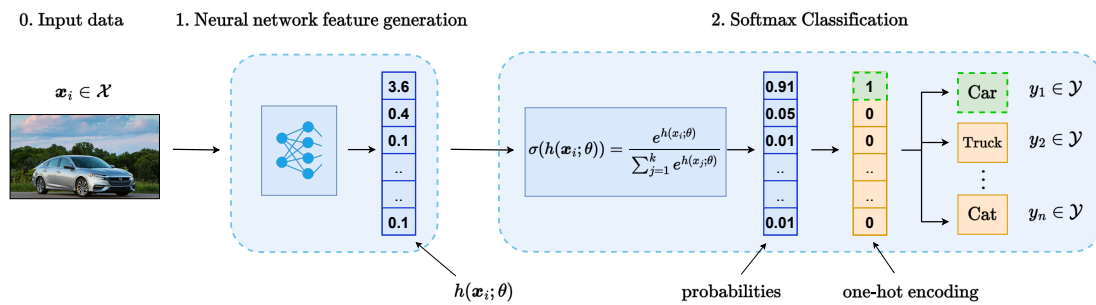 0. Input data
1. Neural network feature generation
2. Softmax Classification
𝒙ᵢ ∈ 𝒳
3.6
0.4
0.1
..
..
0.1
h(𝒙ᵢ;θ)
σ(h(𝒙ᵢ;θ)) = e^{h(xᵢ;θ)} / ∑_{j=1}^{k} e^{h(xⱼ;θ)}
0.91
0.05
0.01
..
..
0.01
probabilities
1
0
0
..
..
0
one-hot encoding
Car y₁ ∈ 𝒴
Truck y₂ ∈ 𝒴
⋮
Cat yₙ ∈ 𝒴